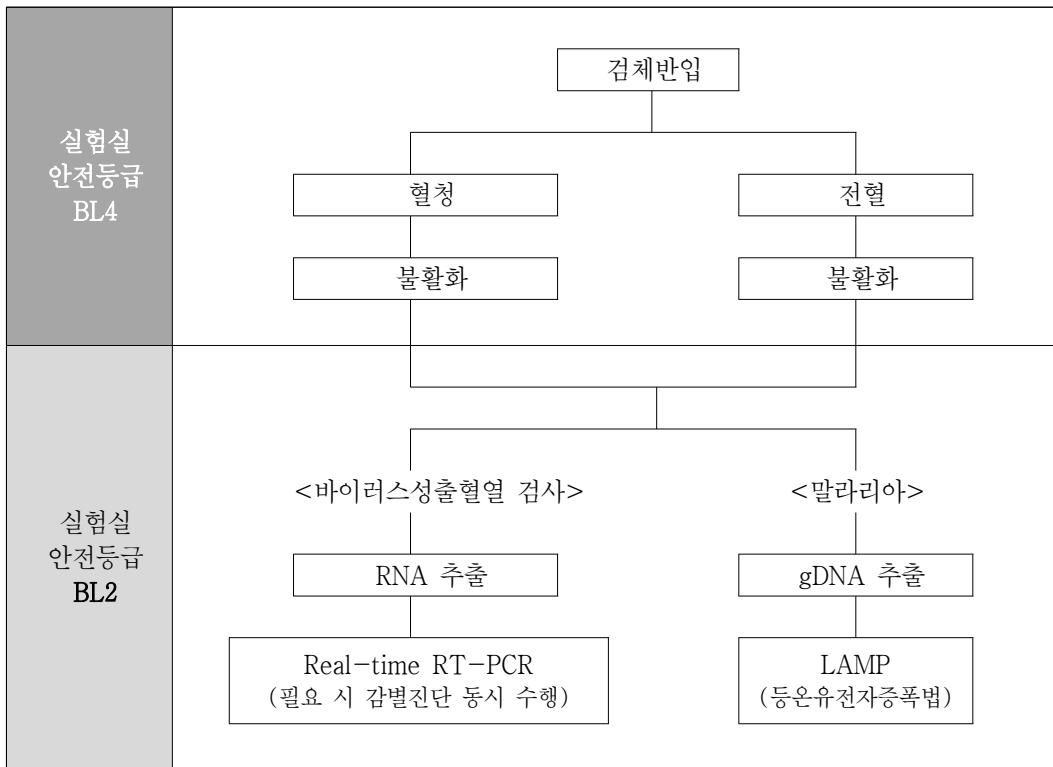 검체반입
실험실
안전등급
BL4
혈청
전혈
불활화
불활화
<바이러스성출혈열 검사>
<말라리아>
실험실
안전등급
BL2
RNA 추출
gDNA 추출
Real-time RT-PCR
(필요 시 감별진단 동시 수행)
LAMP
(등온유전자증폭법)